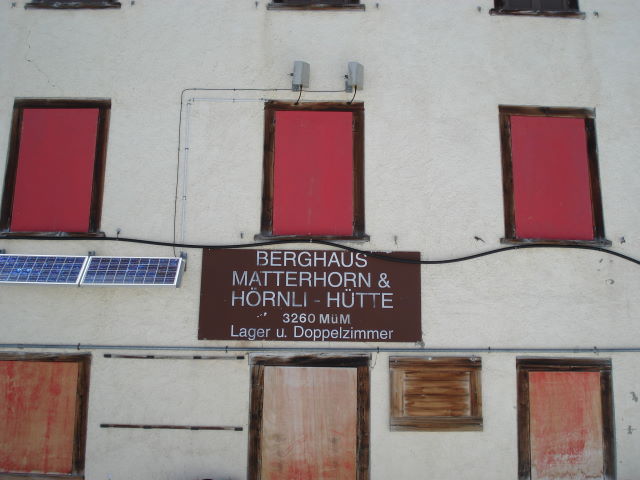 BERGHAUS
MATTERHORN &
HÖRNLI - HÜTTE
3260 MüM
Lager u. Doppelzimmer